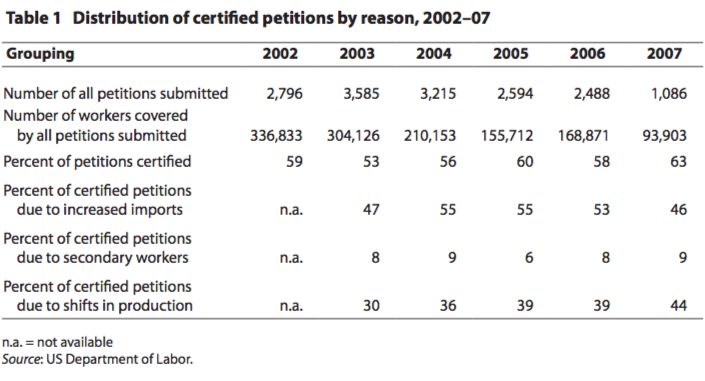 Table 1 Distribution of certified petitions by reason, 2002–07
Grouping 2002 2003 2004 2005 2006 2007
Number of all petitions submitted 2,796 3,585 3,215 2,594 2,488 1,086
Number of workers covered
by all petitions submitted 336,833 304,126 210,153 155,712 168,871 93,903
Percent of petitions certified 59 53 56 60 58 63
Percent of certified petitions
due to increased imports n.a. 47 55 55 53 46
Percent of certified petitions
due to secondary workers n.a. 8 9 6 8 9
Percent of certified petitions
due to shifts in production n.a. 30 36 39 39 44
n.a. = not available
Source: US Department of Labor.